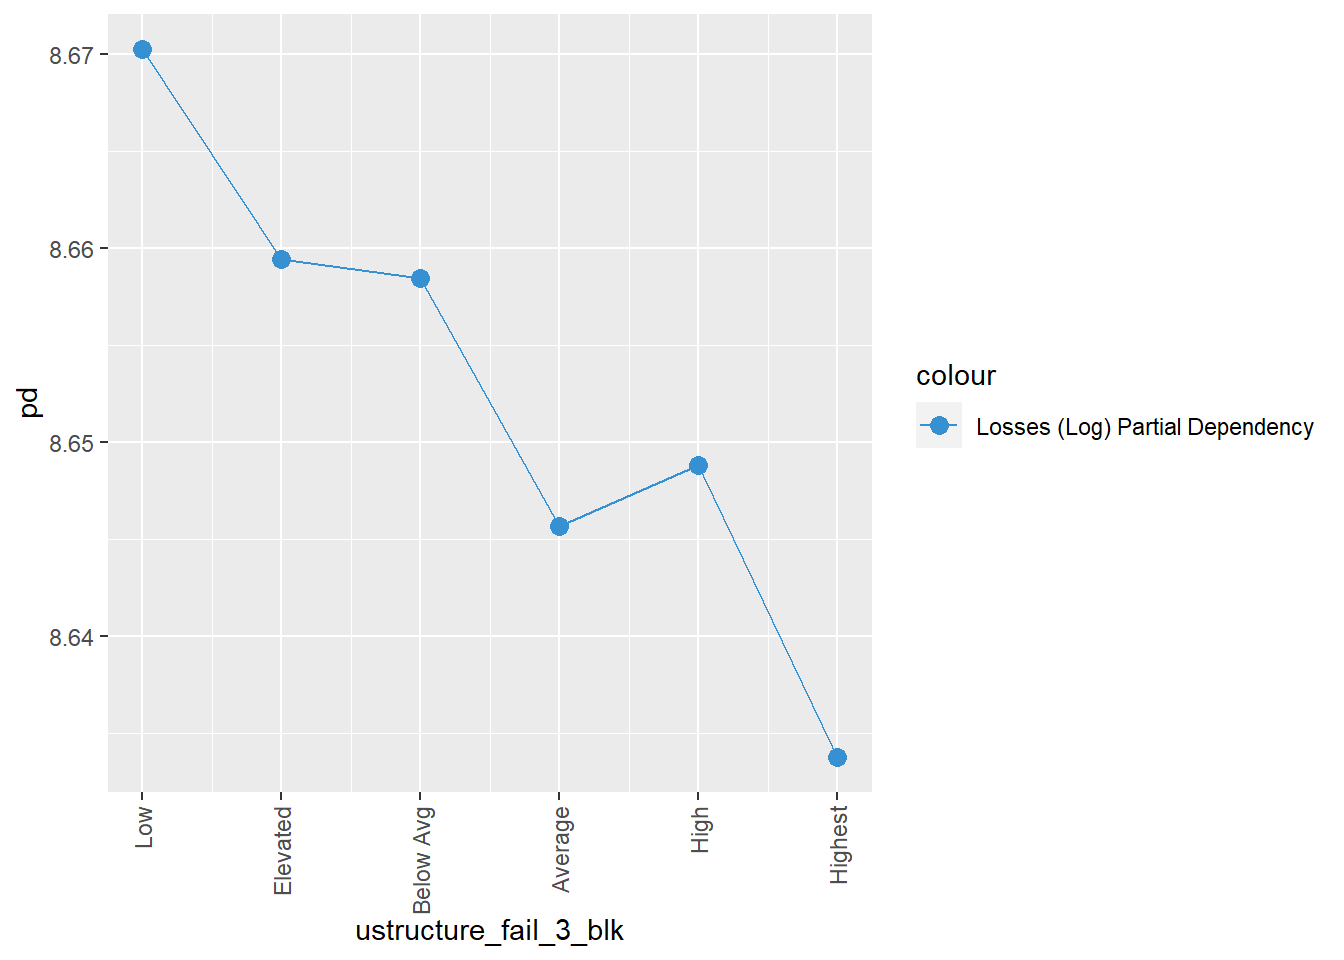 8.67
8.66
8.65
8.64
pd
Low
Elevated
Below Avg
Average
High
Highest
ustructure_fail_3_blk
colour
Losses (Log) Partial Dependency